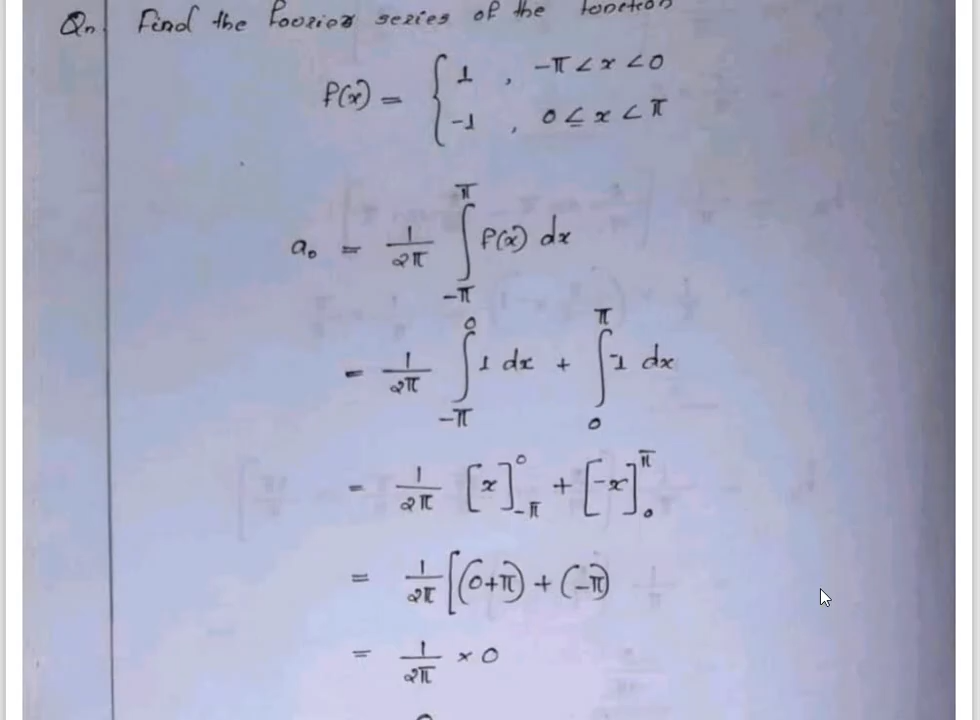 Qn. Find the foorier series of the function
f(x) = { 1 , -π < x < 0
-1 , 0 ≤ x < π
a₀ = 1/2π ∫_{-π}^{π} f(x) dx
= 1/2π ∫_{-π}^{0} 1 dx + ∫_{0}^{π} -1 dx
= 1/2π [x]_{-π}^{0} + [-x]_{0}^{π}
= 1/2π [(0+π) + (-π)
= 1/2π × 0